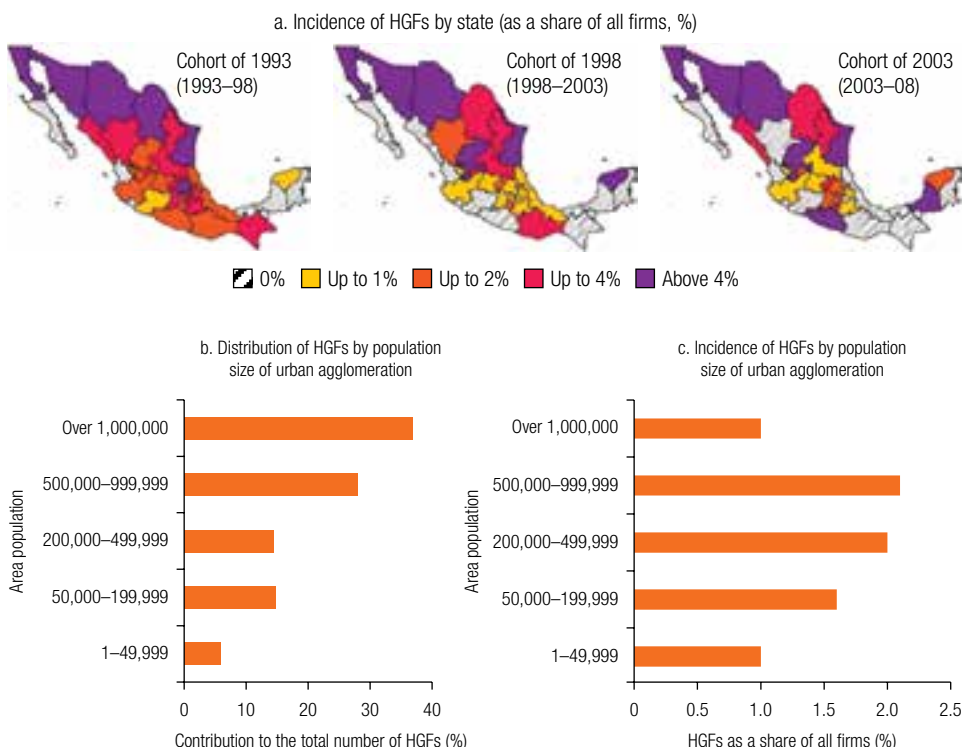 a. Incidence of HGFs by state (as a share of all firms, %)
Cohort of 1993
(1993–98)
Cohort of 1998
(1998–2003)
Cohort of 2003
(2003–08)
0%
Up to 1%
Up to 2%
Up to 4%
Above 4%
b. Distribution of HGFs by population
size of urban agglomeration
Area population
Over 1,000,000
500,000–999,999
200,000–499,999
50,000–199,999
1–49,999
0
10
20
30
40
Contribution to the total number of HGFs (%)
c. Incidence of HGFs by population
size of urban agglomeration
Area population
Over 1,000,000
500,000–999,999
200,000–499,999
50,000–199,999
1–49,999
0
0.5
1.0
1.5
2.0
2.5
HGFs as a share of all firms (%)